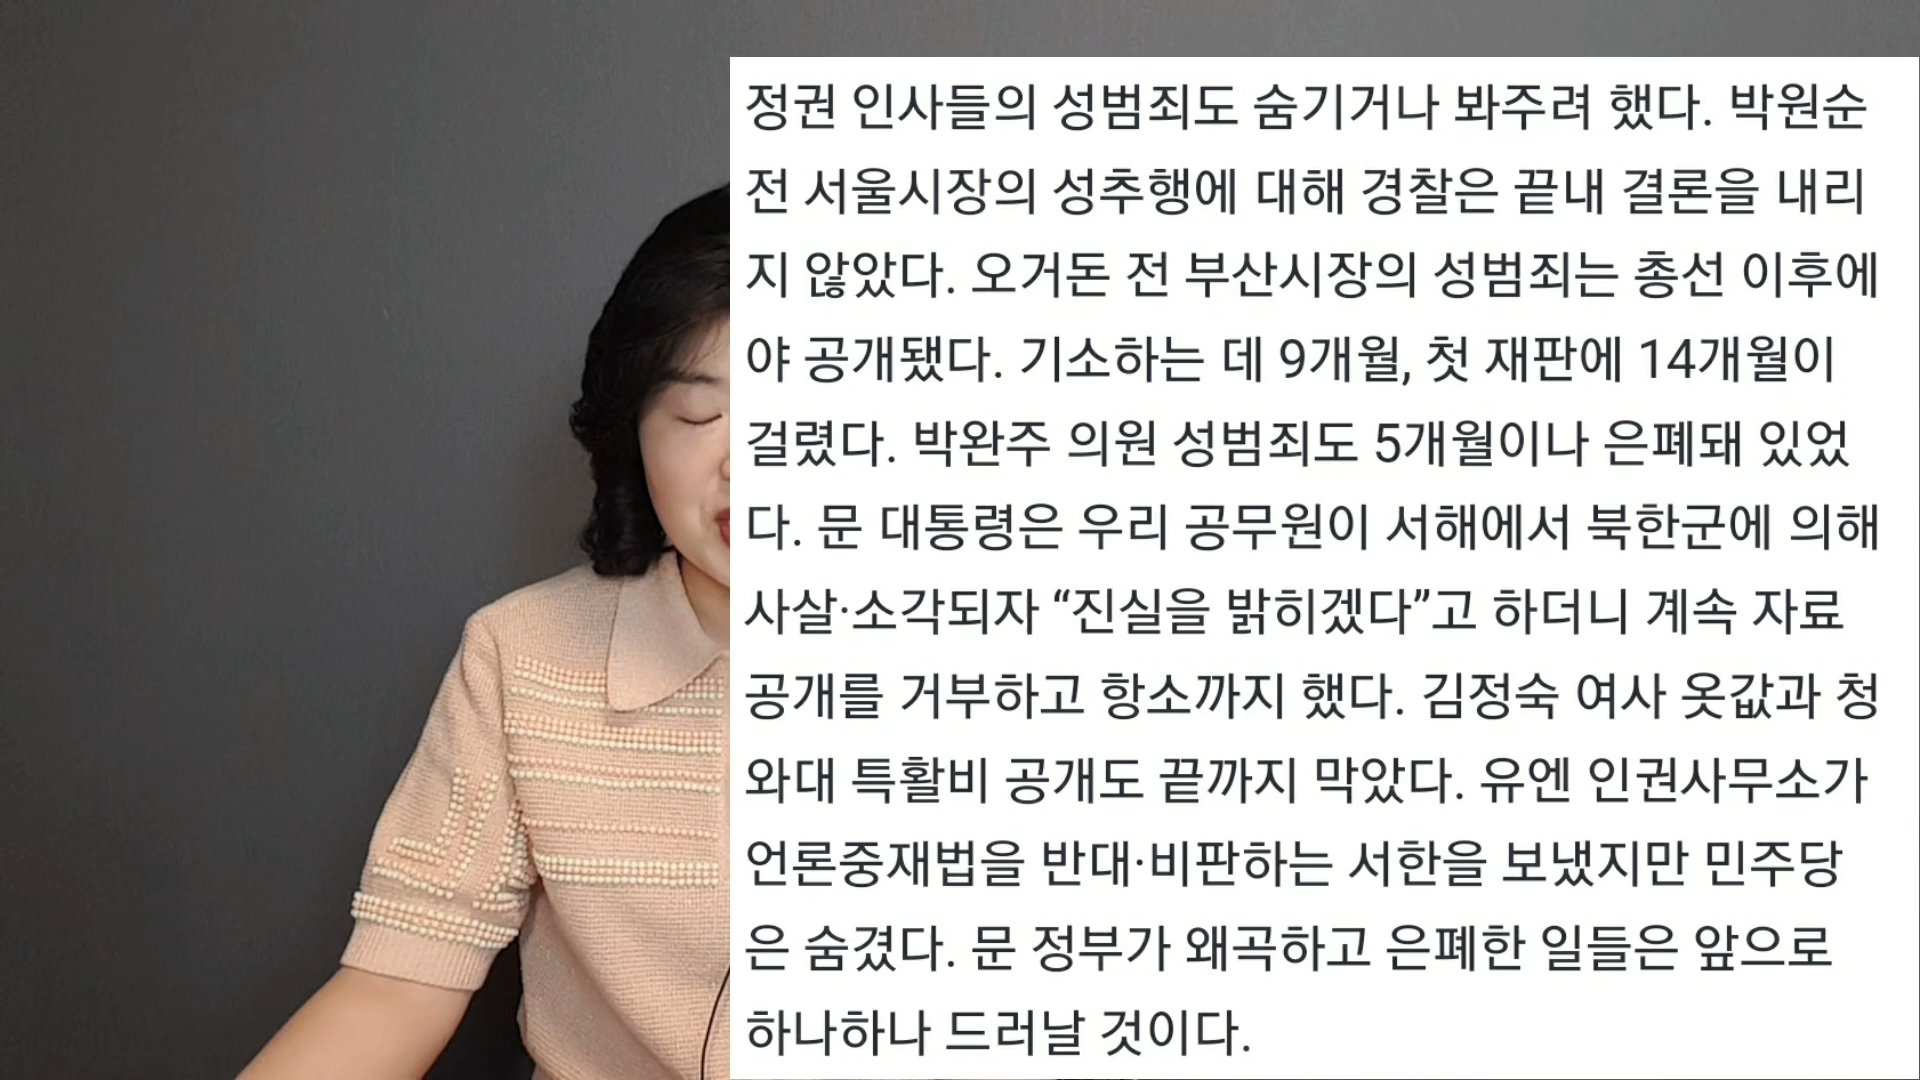 정권 인사들의 성범죄도 숨기거나 봐주려 했다. 박원순
전 서울시장의 성추행에 대해 경찰은 끝내 결론을 내리
지 않았다. 오거돈 전 부산시장의 성범죄는 총선 이후에
야 공개됐다. 기소하는 데 9개월, 첫 재판에 14개월이
걸렸다. 박완주 의원 성범죄도 5개월이나 은폐돼 있었
다. 문 대통령은 우리 공무원이 서해에서 북한군에 의해
사살·소각되자 “진실을 밝히겠다”고 하더니 계속 자료
공개를 거부하고 항소까지 했다. 김정숙 여사 옷값과 청
와대 특활비 공개도 끝까지 막았다. 유엔 인권사무소가
언론중재법을 반대·비판하는 서한을 보냈지만 민주당
은 숨겼다. 문 정부가 왜곡하고 은폐한 일들은 앞으로
하나하나 드러날 것이다.